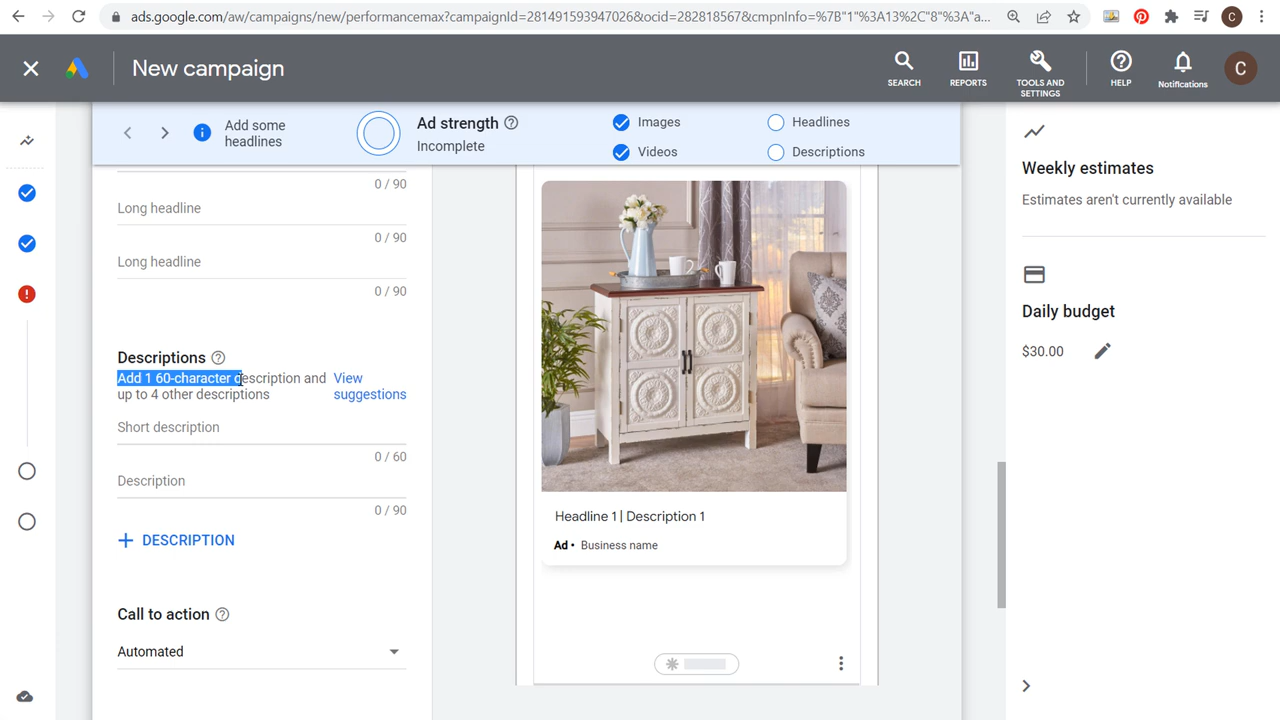 ads.google.com/aw/campaigns/new/performancemax?campaignId=281491593947026&ocid=282818567&cmpnInfo=%7B"1"%3A13%2C"8"%3A"a...
C
New campaign
SEARCH
REPORTS
TOOLS AND
SETTINGS
HELP
Notifications
C
Add some
headlines
Ad strength
Incomplete
Images
Videos
Headlines
Descriptions
0 / 90
Long headline
0 / 90
Long headline
0 / 90
Descriptions
Add 1 60-character description and
up to 4 other descriptions
View
suggestions
Short description
0 / 60
Description
0 / 90
+ DESCRIPTION
Call to action
Automated
Headline 1 | Description 1
Ad • Business name
Weekly estimates
Estimates aren't currently available
Daily budget
$30.00